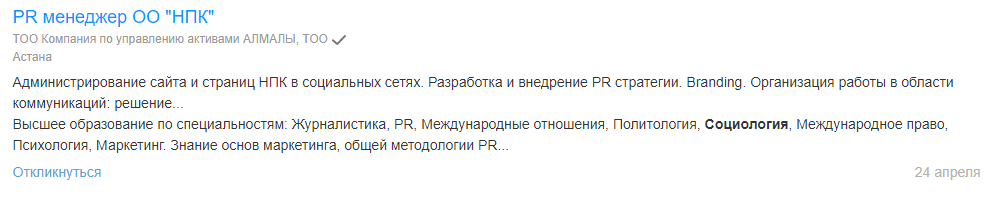 PR менеджер ОО "НПК"
ТОО Компания по управлению активами АЛМАЛЫ, ТОО
Астана
Администрирование сайта и страниц НПК в социальных сетях. Разработка и внедрение PR стратегии. Branding. Организация работы в области
коммуникаций: решение...
Высшее образование по специальностям: Журналистика, PR, Международные отношения, Политология, Социология, Международное право,
Психология, Маркетинг. Знание основ маркетинга, общей методологии PR...
Откликнуться 24 апреля